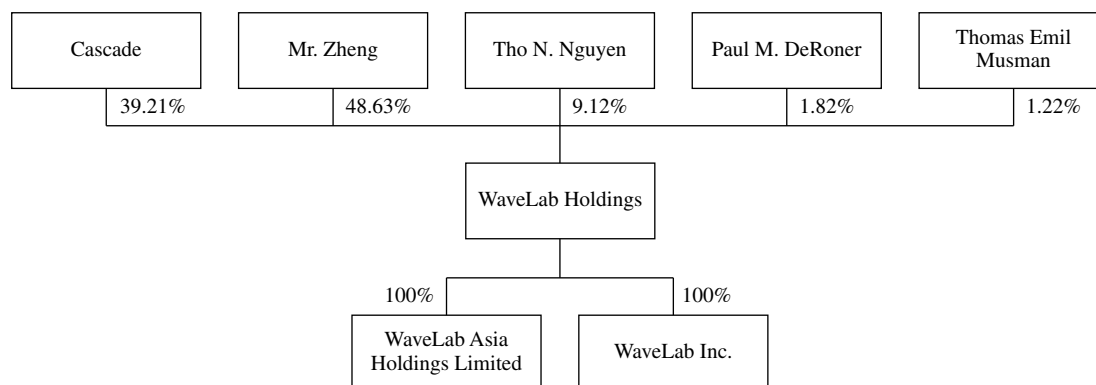 Cascade
Mr. Zheng
Tho N. Nguyen
Paul M. DeRoner
Thomas Emil
Musman
39.21%
48.63%
9.12%
1.82%
1.22%
WaveLab Holdings
100%
100%
WaveLab Asia
Holdings Limited
WaveLab Inc.